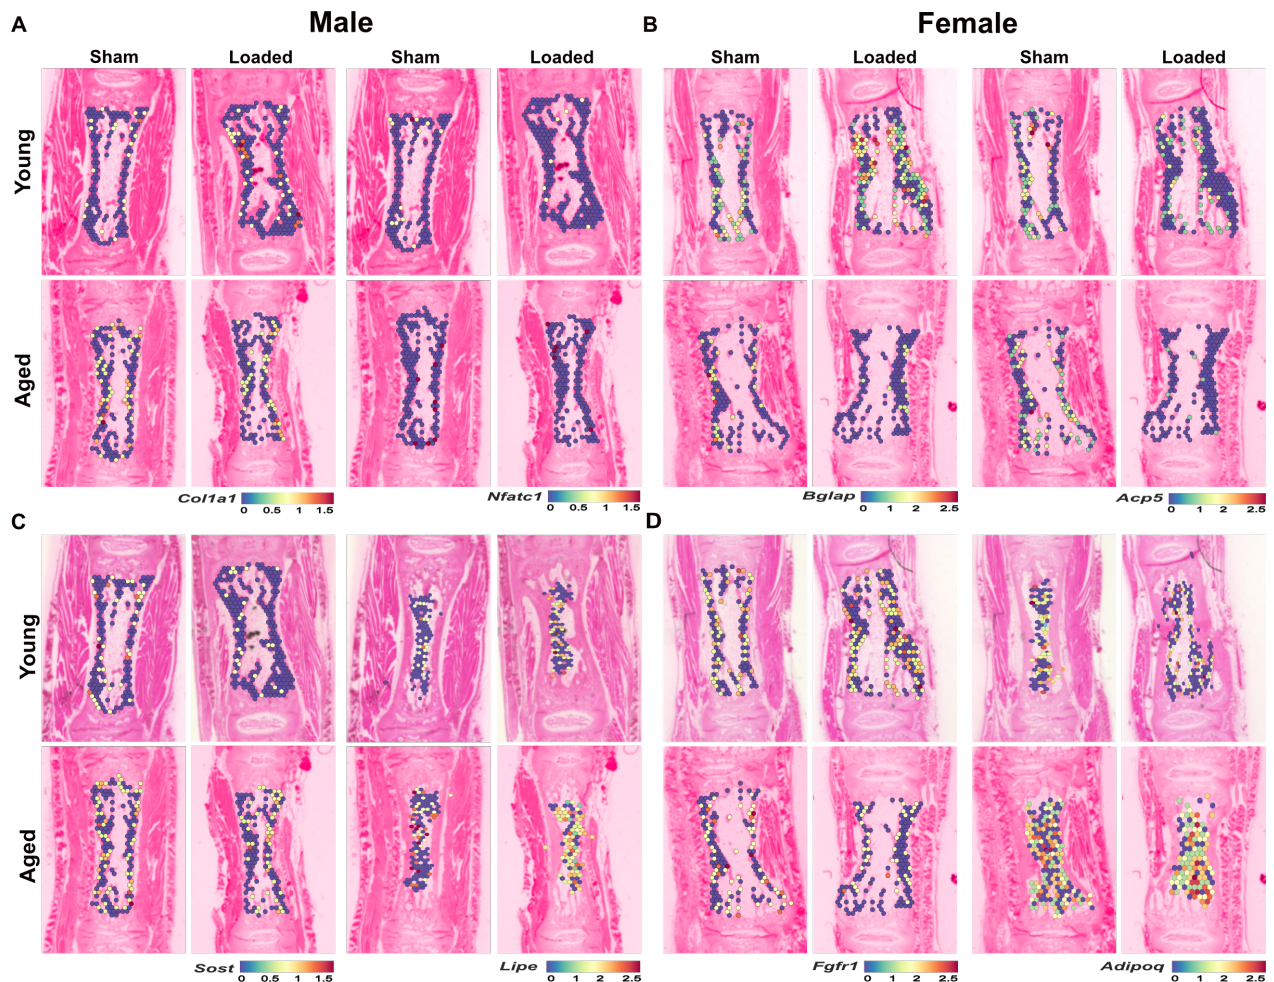 A Male B Female
Sham Loaded Sham Loaded Sham Loaded Sham Loaded
Young
Aged
Col1a1 0 0.5 1 1.5
Nfatc1 0 0.5 1 1.5
Bglap 0 1 2 2.5
Acp5 0 1 2 2.5
C D
Young
Aged
Sost 0 0.5 1 1.5
Lipe 0 1 2 2.5
Fgfr1 0 1 2 2.5
Adipoq 0 1 2 2.5